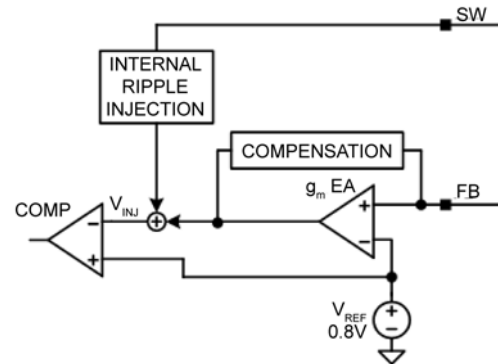 SW
INTERNAL
RIPPLE
INJECTION
COMPENSATION
gm EA
FB
COMP
VINJ
+
−
+
−
+
VREF
0.8V
+
−